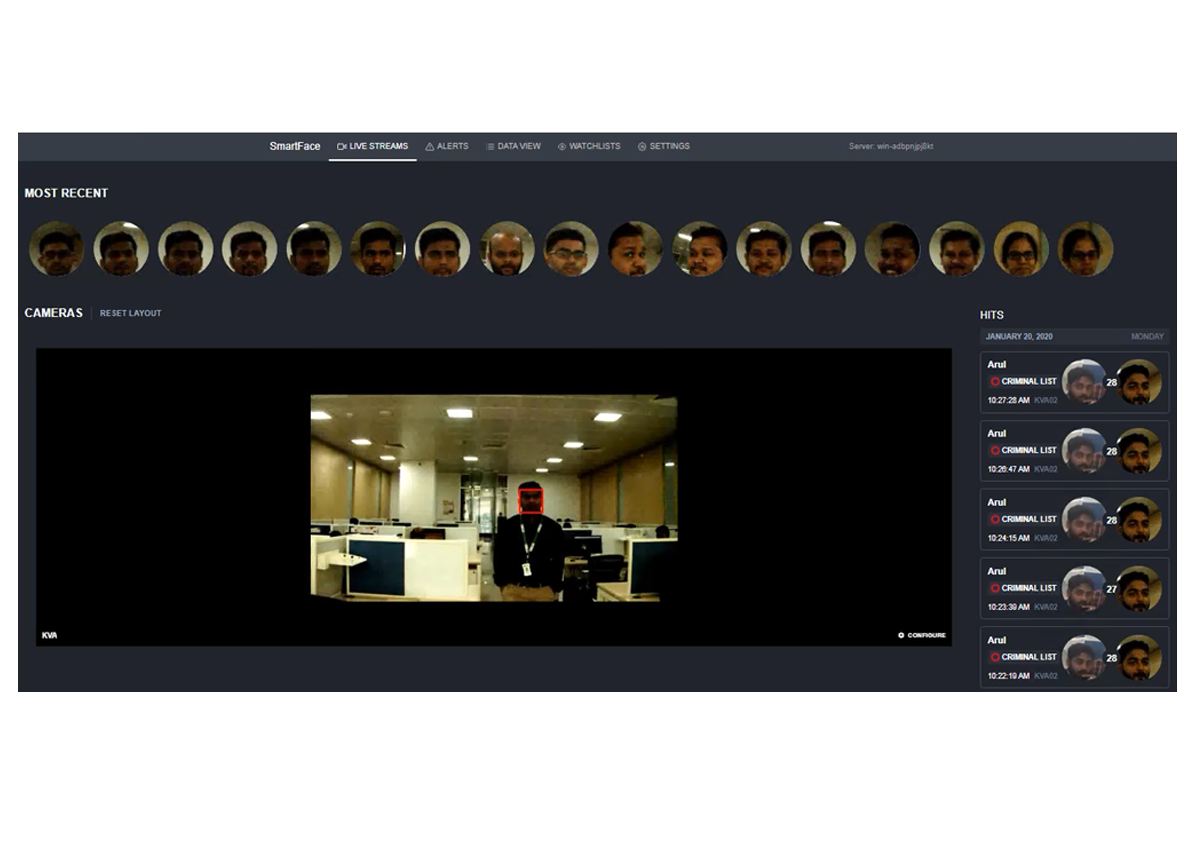 SmartFace LIVE STREAMS ALERTS DATA VIEW WATCHLISTS SETTINGS Server: win-adbpnjpj8kt
MOST RECENT
CAMERAS RESET LAYOUT
KVA
CONFIGURE
HITS
JANUARY 20, 2020 MONDAY
Arul
CRIMINAL LIST 28
10:27:28 AM KVA02
Arul
CRIMINAL LIST 28
10:26:47 AM KVA02
Arul
CRIMINAL LIST 28
10:24:15 AM KVA02
Arul
CRIMINAL LIST 27
10:23:39 AM KVA02
Arul
CRIMINAL LIST 28
10:22:19 AM KVA02